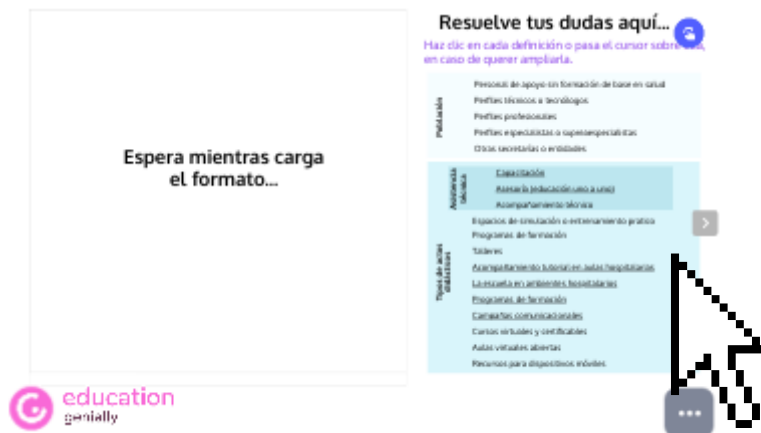 Espera mientras carga
el formato...
Resuelve tus dudas aquí...
Haz clic en cada definición o pasa el cursor sobre
en caso de querer ampliarla.
Población
Personal de apoyo sin formación de base en salud
Perfiles técnicos o tecnólogos
Perfiles profesionales
Perfiles especialistas o supraespecialistas
Otras secretarías o entidades
Asistencia
técnica
Capacitación
Asesoría (educación uno a uno)
Acompañamiento técnico
Tipos de actos
didácticos
Espacios de simulación o entrenamiento
Programas de formación
Talleres
Acompañamiento tutorial en aulas hospitalarias
La escuela en ambientes hospitalarios
Programas de formación
Campañas comunicacionales
Cursos virtuales y certificables
Aulas virtuales abiertas
Recursos para dispositivos móviles
education
genially